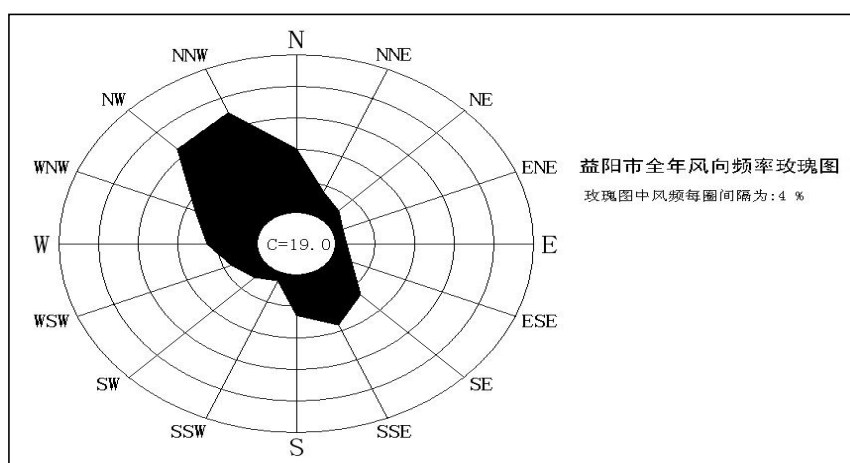 N
NNW
NNE
NW
NE
WNW
ENE
益阳市全年风向频率玫瑰图
玫瑰图中风频每圈间隔为:4 %
W
C=19.0
E
WSW
ESE
SW
SE
SSW
SSE
S